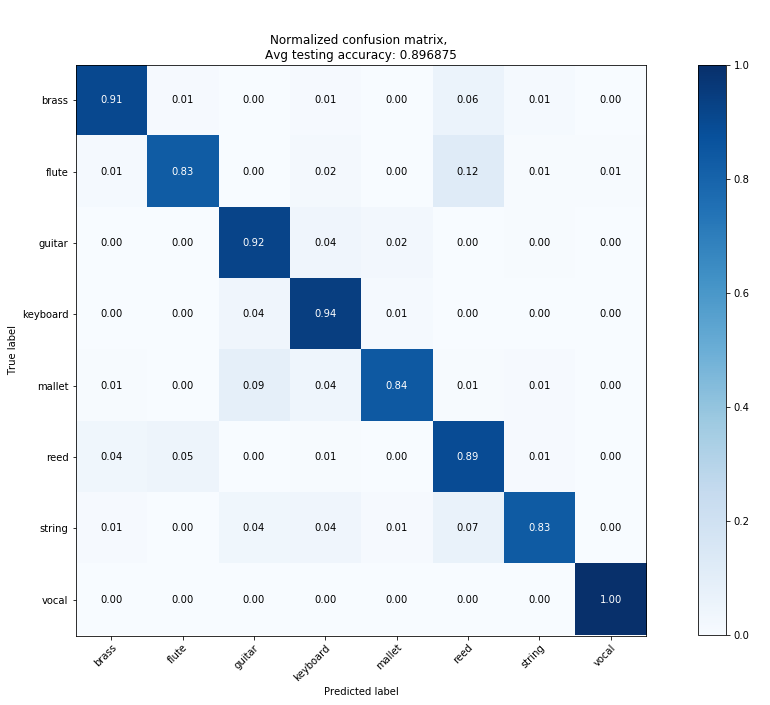 Normalized confusion matrix,
Avg testing accuracy: 0.896875
True label
brass 0.91 0.01 0.00 0.01 0.00 0.06 0.01 0.00
flute 0.01 0.83 0.00 0.02 0.00 0.12 0.01 0.01
guitar 0.00 0.00 0.92 0.04 0.02 0.00 0.00 0.00
keyboard 0.00 0.00 0.04 0.94 0.01 0.00 0.00 0.00
mallet 0.01 0.00 0.09 0.04 0.84 0.01 0.01 0.00
reed 0.04 0.05 0.00 0.01 0.00 0.89 0.01 0.00
string 0.01 0.00 0.04 0.04 0.01 0.07 0.83 0.00
vocal 0.00 0.00 0.00 0.00 0.00 0.00 0.00 1.00
brass flute guitar keyboard mallet reed string vocal
Predicted label
1.0
0.8
0.6
0.4
0.2
0.0